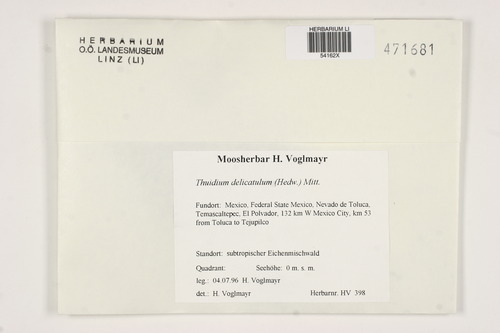 HERBARIUM
O.Ö. LANDESMUSEUM
LINZ (LI)
HERBARIUM LI
54162X
471681
Moosherbar H. Voglmayr
Thuidium delicatulum (Hedw.) Mitt.
Fundort: Mexico, Federal State Mexico, Nevado de Toluca,
Temascaltepec, El Polvador, 132 km W Mexico City, km 53
from Toluca to Tejupilco
Standort: subtropischer Eichenmischwald
Quadrant: Seehöhe: 0 m. s. m.
leg.: 04.07.96 H. Voglmayr
det.: H. Voglmayr Herbarnr. HV 398